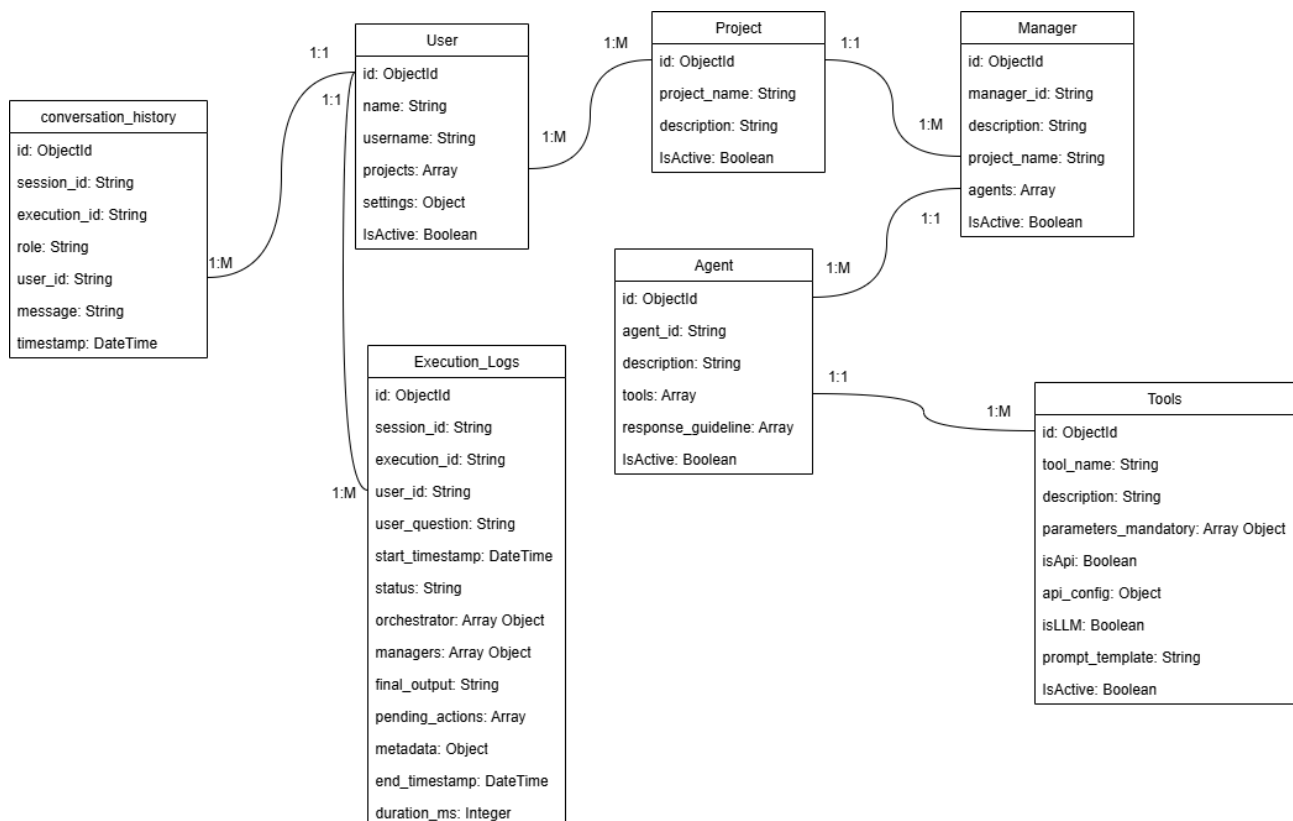 conversation_history
id: ObjectId
session_id: String
execution_id: String
role: String
user_id: String
message: String
timestamp: DateTime
1:1
1:1
1:M
User
id: ObjectId
name: String
username: String
projects: Array
settings: Object
IsActive: Boolean
1:M
1:M
Project
id: ObjectId
project_name: String
description: String
IsActive: Boolean
1:1
1:M
Manager
id: ObjectId
manager_id: String
description: String
project_name: String
agents: Array
IsActive: Boolean
1:1
1:M
Agent
id: ObjectId
agent_id: String
description: String
tools: Array
response_guideline: Array
IsActive: Boolean
1:1
1:M
Tools
id: ObjectId
tool_name: String
description: String
parameters_mandatory: Array Object
isApi: Boolean
api_config: Object
isLLM: Boolean
prompt_template: String
IsActive: Boolean
1:M
Execution_Logs
id: ObjectId
session_id: String
execution_id: String
user_id: String
user_question: String
start_timestamp: DateTime
status: String
orchestrator: Array Object
managers: Array Object
final_output: String
pending_actions: Array
metadata: Object
end_timestamp: DateTime
duration_ms: Integer